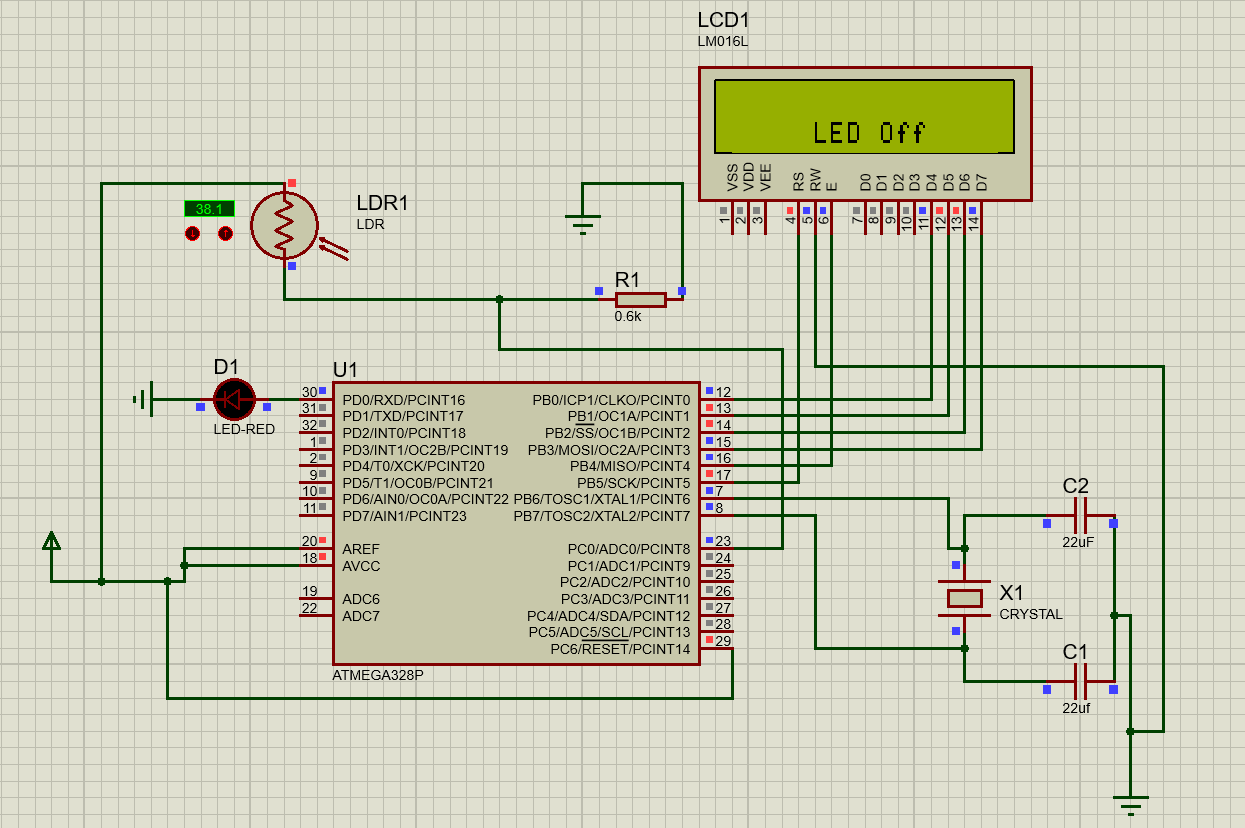 LCD1
LM016L
LED Off
VSS
VDD
VEE
RS
RW
E
D0
D1
D2
D3
D4
D5
D6
D7
1
2
3
4
5
6
7
8
9
10
11
12
13
14
38.1
LDR1
LDR
R1
0.6k
D1
LED-RED
U1
30 PD0/RXD/PCINT16 PB0/ICP1/CLKO/PCINT0 12
31 PD1/TXD/PCINT17 PB1/OC1A/PCINT1 13
32 PD2/INT0/PCINT18 PB2/SS/OC1B/PCINT2 14
1 PD3/INT1/OC2B/PCINT19 PB3/MOSI/OC2A/PCINT3 15
2 PD4/T0/XCK/PCINT20 PB4/MISO/PCINT4 16
9 PD5/T1/OC0B/PCINT21 PB5/SCK/PCINT5 17
10 PD6/AIN0/OC0A/PCINT22 PB6/TOSC1/XTAL1/PCINT6 7
11 PD7/AIN1/PCINT23 PB7/TOSC2/XTAL2/PCINT7 8
20 AREF PC0/ADC0/PCINT8 23
18 AVCC PC1/ADC1/PCINT9 24
PC2/ADC2/PCINT10 25
19 ADC6 PC3/ADC3/PCINT11 26
22 ADC7 PC4/ADC4/SDA/PCINT12 27
PC5/ADC5/SCL/PCINT13 28
PC6/RESET/PCINT14 29
ATMEGA328P
C2
22uF
X1
CRYSTAL
C1
22uf